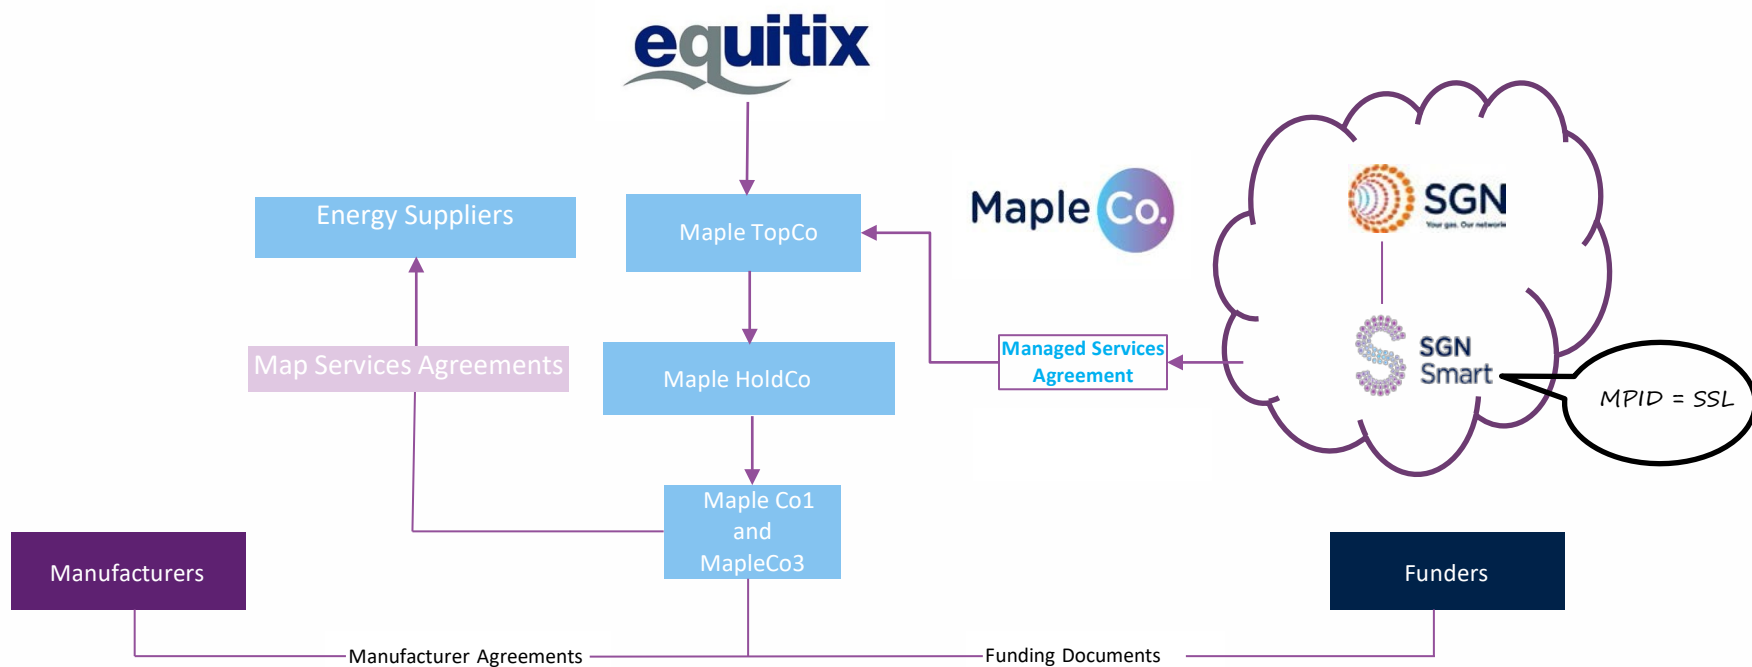 equitix
Maple Co.
SGN
Your gas. Our network
Energy Suppliers
Maple TopCo
SGN
Smart
Managed Services
Agreement
Map Services Agreements
Maple HoldCo
MPID = SSL
Maple Co1
and
MapleCo3
Manufacturers
Funders
Manufacturer Agreements
Funding Documents